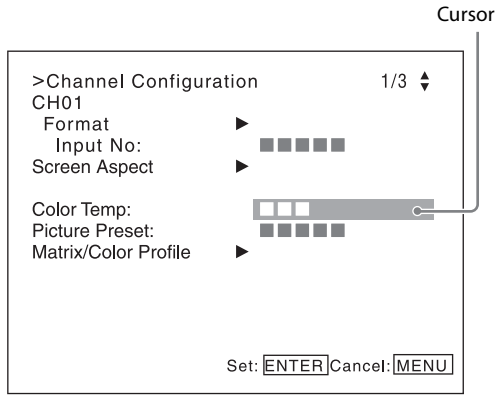 Cursor
>Channel Configuration 1/3
CH01
Format
Input No:
Screen Aspect
Color Temp:
Picture Preset:
Matrix/Color Profile
Set: ENTER Cancel: MENU